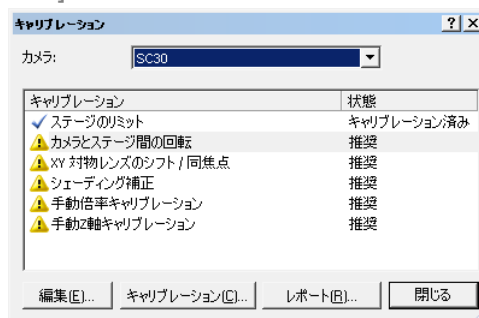 キャリブレーション
カメラ: SC30
キャリブレーション 状態
ステージのリミット キャリブレーション済み
カメラとステージ間の回転 推奨
XY 対物レンズのシフト / 同焦点 推奨
シェーディング補正 推奨
手動倍率キャリブレーション 推奨
手動Z軸キャリブレーション 推奨
編集(E)... キャリブレーション(C)... レポート(R)... 閉じる